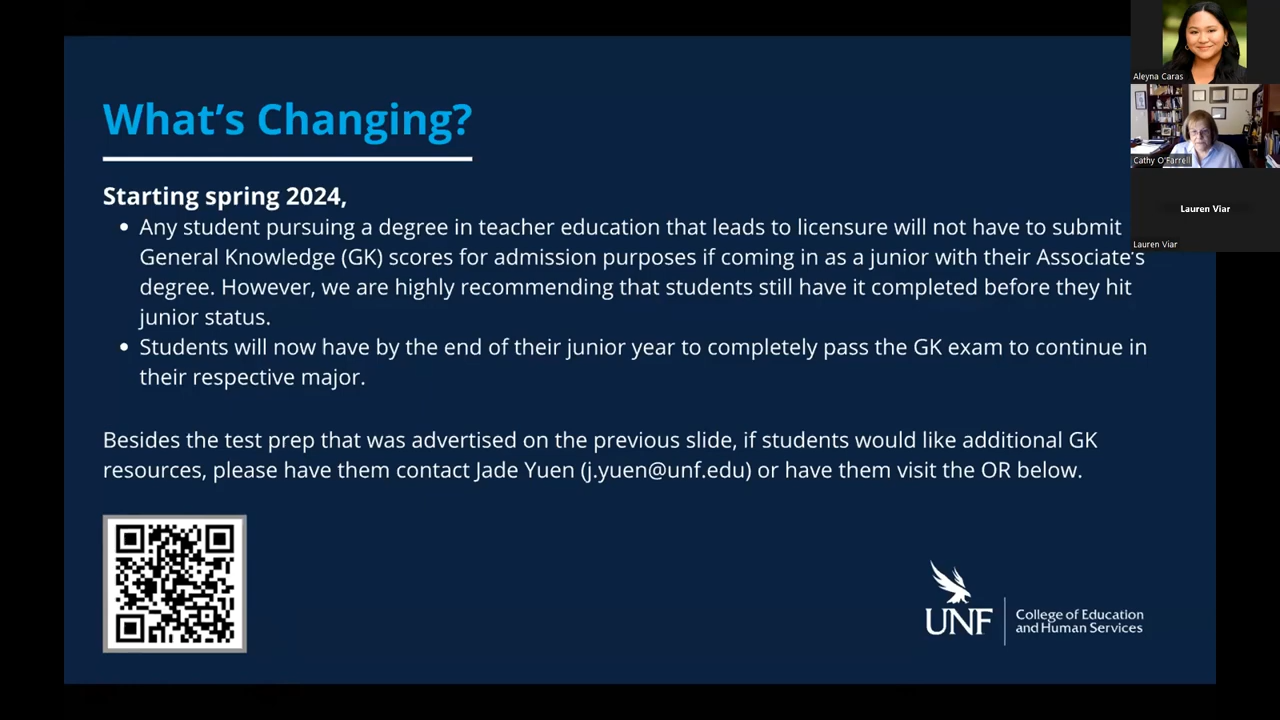 What's Changing?
Starting spring 2024,
• Any student pursuing a degree in teacher education that leads to licensure will not have to submit
General Knowledge (GK) scores for admission purposes if coming in as a junior with their Associate's
degree. However, we are highly recommending that students still have it completed before they hit
junior status.
• Students will now have by the end of their junior year to completely pass the GK exam to continue in
their respective major.
Besides the test prep that was advertised on the previous slide, if students would like additional GK
resources, please have them contact Jade Yuen (j.yuen@unf.edu) or have them visit the OR below.
UNF
College of Education
and Human Services
Aleyna Caras
Cathy O'Farrell
Lauren Viar
Lauren Viar